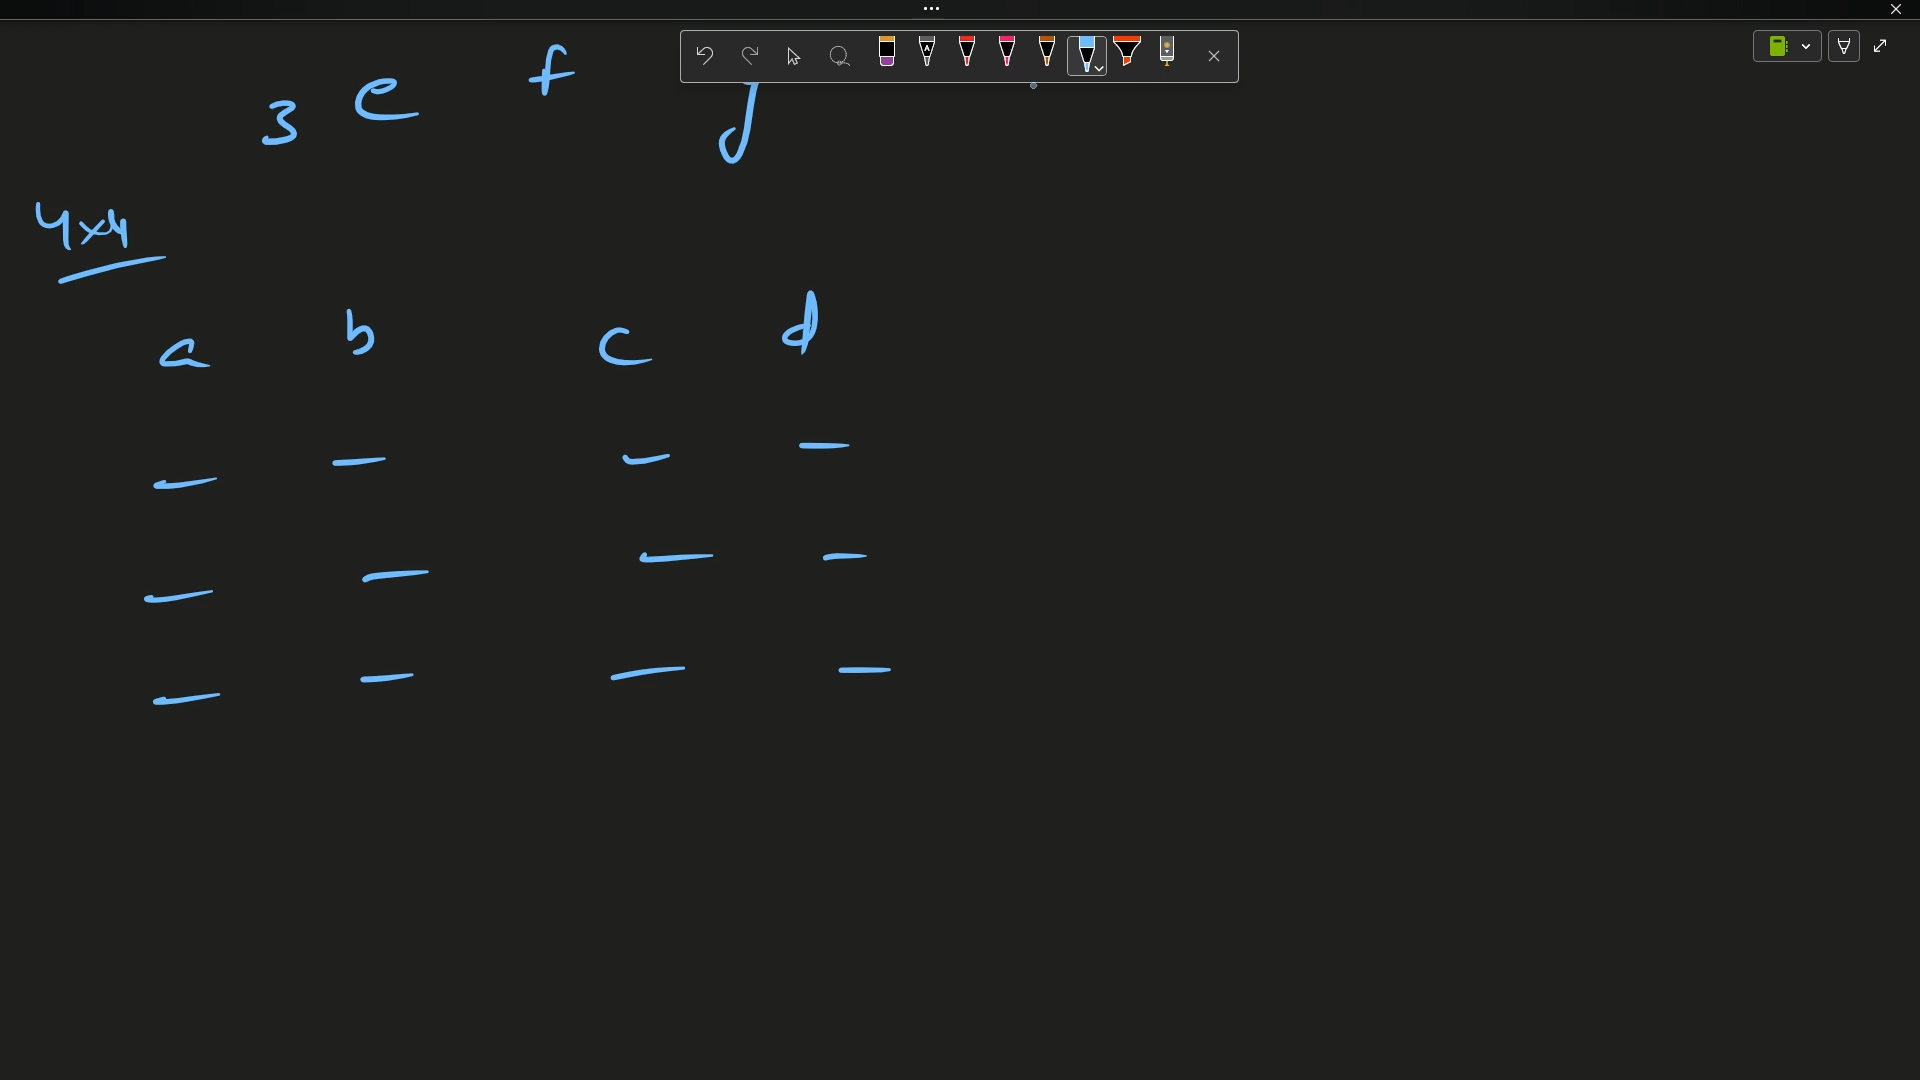 3 e f g
4x4
a b c d
— — — —
— — — —
— — — —